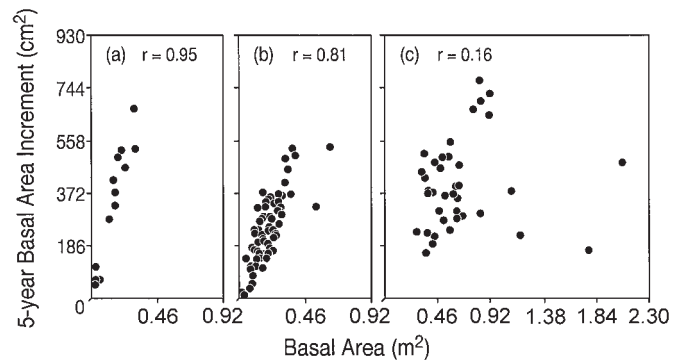 5-year Basal Area Increment (cm²)
930
744
558
372
186
0
(a) r = 0.95
(b) r = 0.81
(c) r = 0.16
0.46 0.92 0.46 0.92 0.46 0.92 1.38 1.84 2.30
Basal Area (m²)